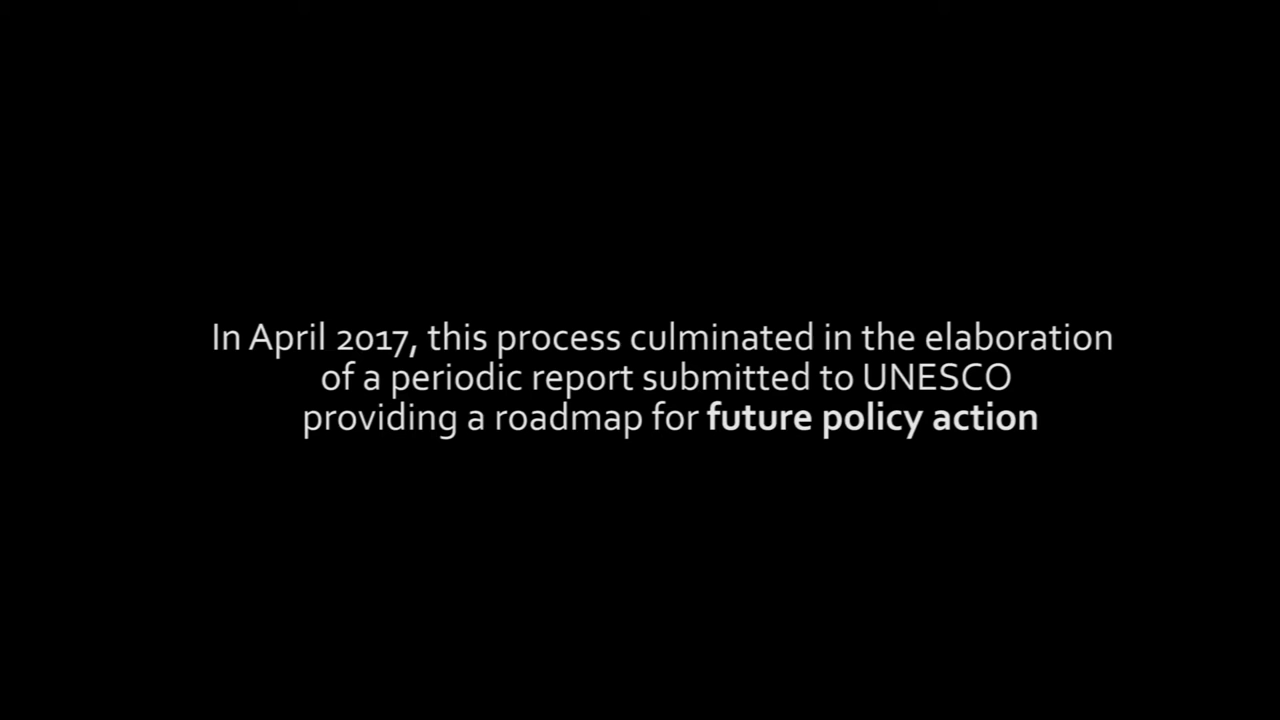 In April 2017, this process culminated in the elaboration
of a periodic report submitted to UNESCO
providing a roadmap for future policy action